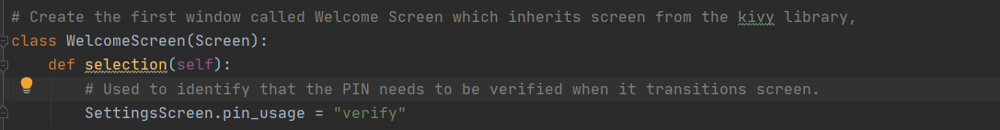 # Create the first window called Welcome Screen which inherits screen from the kivy library,
class WelcomeScreen(Screen):
    def selection(self):
        # Used to identify that the PIN needs to be verified when it transitions screen.
        SettingsScreen.pin_usage = "verify"